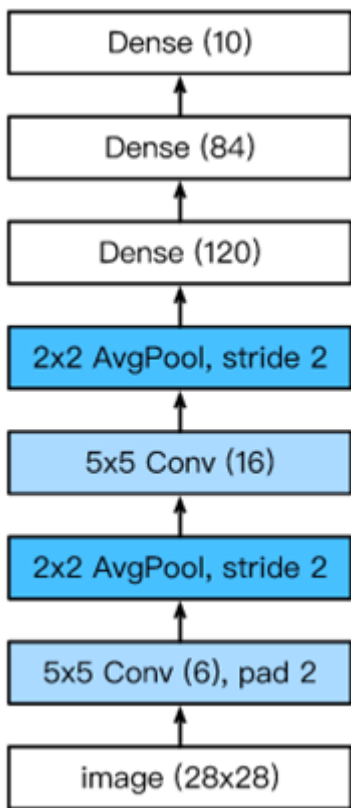 Dense (10)
Dense (84)
Dense (120)
2x2 AvgPool, stride 2
5x5 Conv (16)
2x2 AvgPool, stride 2
5x5 Conv (6), pad 2
image (28x28)